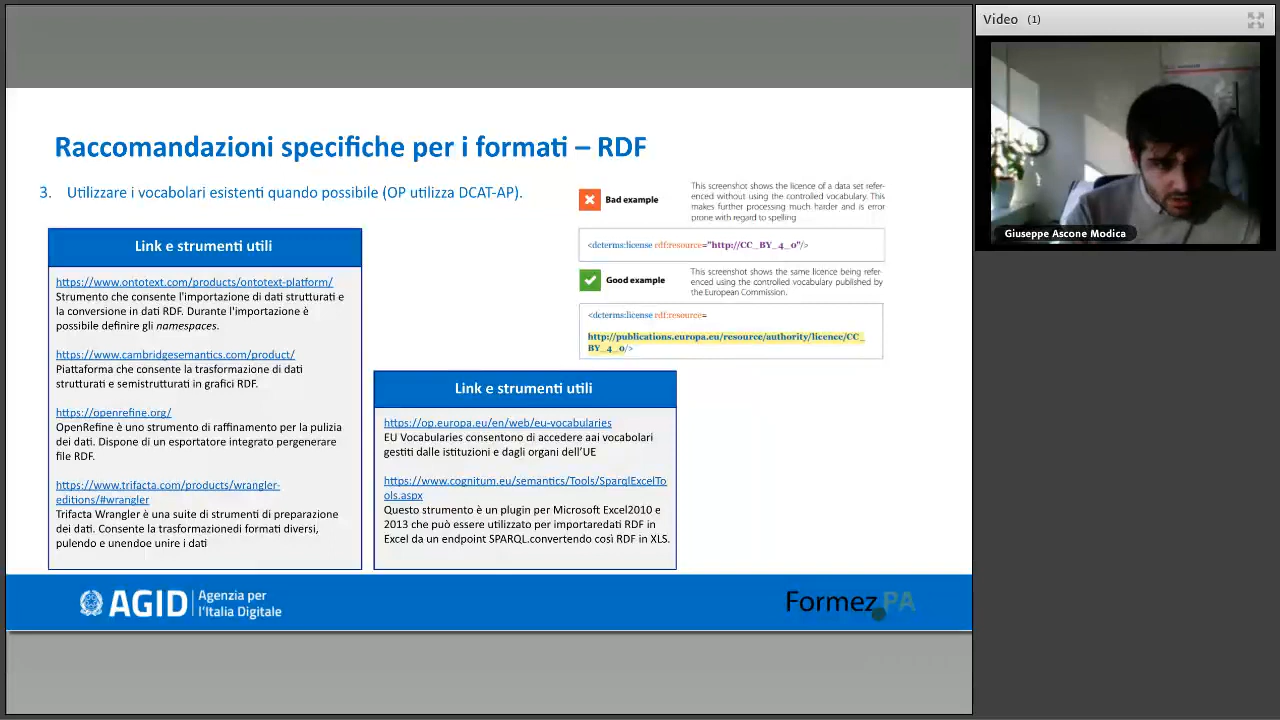 Video (1)
Giuseppe Ascone Modica
Raccomandazioni specifiche per i formati – RDF
3. Utilizzare i vocabolari esistenti quando possibile (OP utilizza DCAT-AP).
Bad example
This screenshot shows the licence of a data set refer-
enced without using the controlled vocabulary. This
makes further processing much harder and is error
prone with regard to spelling
<dcterms:license rdf:resource="http://CC_BY_4_0"/>
Good example
This screenshot shows the same licence being refer-
enced using the controlled vocabulary published by
the European Commission.
<dcterms:license rdf:resource=
http://publications.europa.eu/resource/authority/licence/CC_
BY_4_0/>
Link e strumenti utili
https://www.ontotext.com/products/ontotext-platform/
Strumento che consente l'importazione di dati strutturati e
la conversione in dati RDF. Durante l'importazione è
possibile definire gli namespaces.
https://www.cambridgesemantics.com/product/
Piattaforma che consente la trasformazione di dati
strutturati e semistrutturati in grafici RDF.
https://openrefine.org/
OpenRefine è uno strumento di raffinamento per la pulizia
dei dati. Dispone di un esportatore integrato pergenerare
file RDF.
https://www.trifacta.com/products/wrangler-
editions/#wrangler
Trifacta Wrangler è una suite di strumenti di preparazione
dei dati. Consente la trasformazionedi formati diversi,
pulendo e unendoe unire i dati
Link e strumenti utili
https://op.europa.eu/en/web/eu-vocabularies
EU Vocabularies consentono di accedere aai vocabolari
gestiti dalle istituzioni e dagli organi dell'UE
https://www.cognitum.eu/semantics/Tools/SparqlExcelTo
ols.aspx
Questo strumento è un plugin per Microsoft Excel2010 e
2013 che può essere utilizzato per importaredati RDF in
Excel da un endpoint SPARQL.convertendo così RDF in XLS.
AGID
Agenzia per
l'Italia Digitale
Formez PA